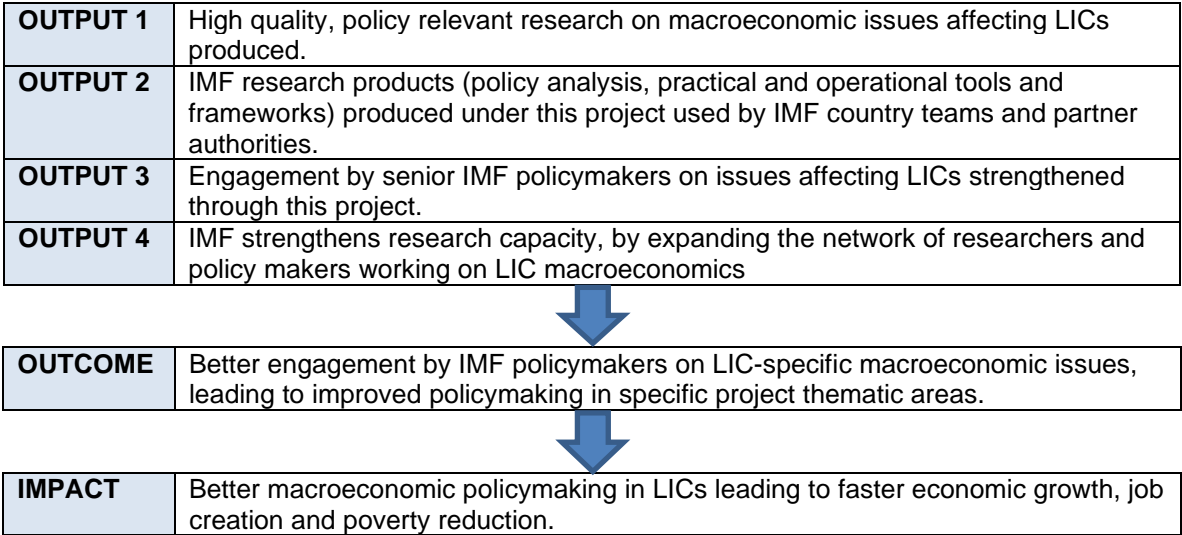 OUTPUT 1 High quality, policy relevant research on macroeconomic issues affecting LICs
produced.
OUTPUT 2 IMF research products (policy analysis, practical and operational tools and
frameworks) produced under this project used by IMF country teams and partner
authorities.
OUTPUT 3 Engagement by senior IMF policymakers on issues affecting LICs strengthened
through this project.
OUTPUT 4 IMF strengthens research capacity, by expanding the network of researchers and
policy makers working on LIC macroeconomics
OUTCOME Better engagement by IMF policymakers on LIC-specific macroeconomic issues,
leading to improved policymaking in specific project thematic areas.
IMPACT Better macroeconomic policymaking in LICs leading to faster economic growth, job
creation and poverty reduction.